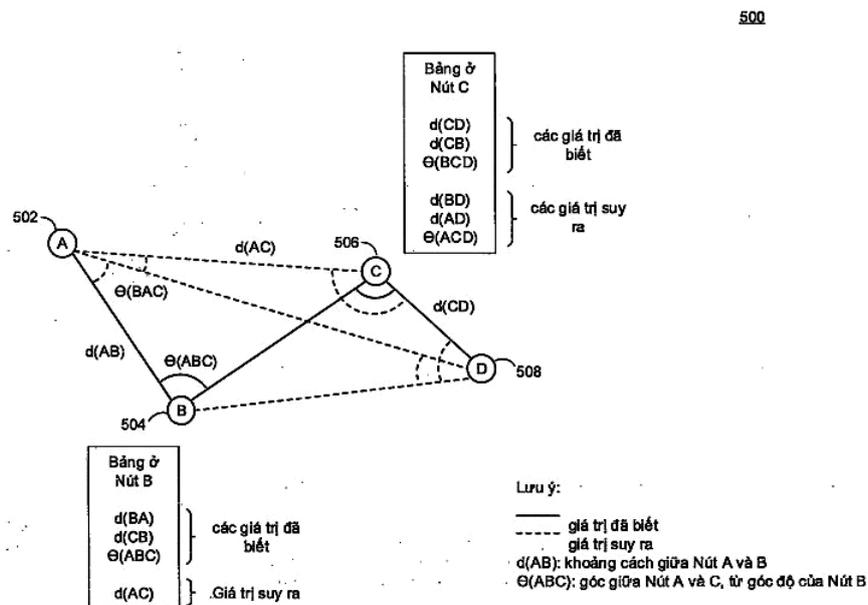 500
Bảng ở
Nút C
d(CD)
d(CB)
Θ(BCD)
các giá trị đã
biết
d(BD)
d(AD)
Θ(ACD)
các giá trị suy
ra
502
A
d(AC)
506
C
Θ(BAC)
d(CD)
d(AB)
Θ(ABC)
D
508
504
B
Bảng ở
Nút B
d(BA)
d(CB)
Θ(ABC)
các giá trị đã
biết
d(AC)
Giá trị suy ra
Lưu ý:
giá trị đã biết
giá trị suy ra
d(AB): khoảng cách giữa Nút A và B
Θ(ABC): góc giữa Nút A và C, từ góc độ của Nút B